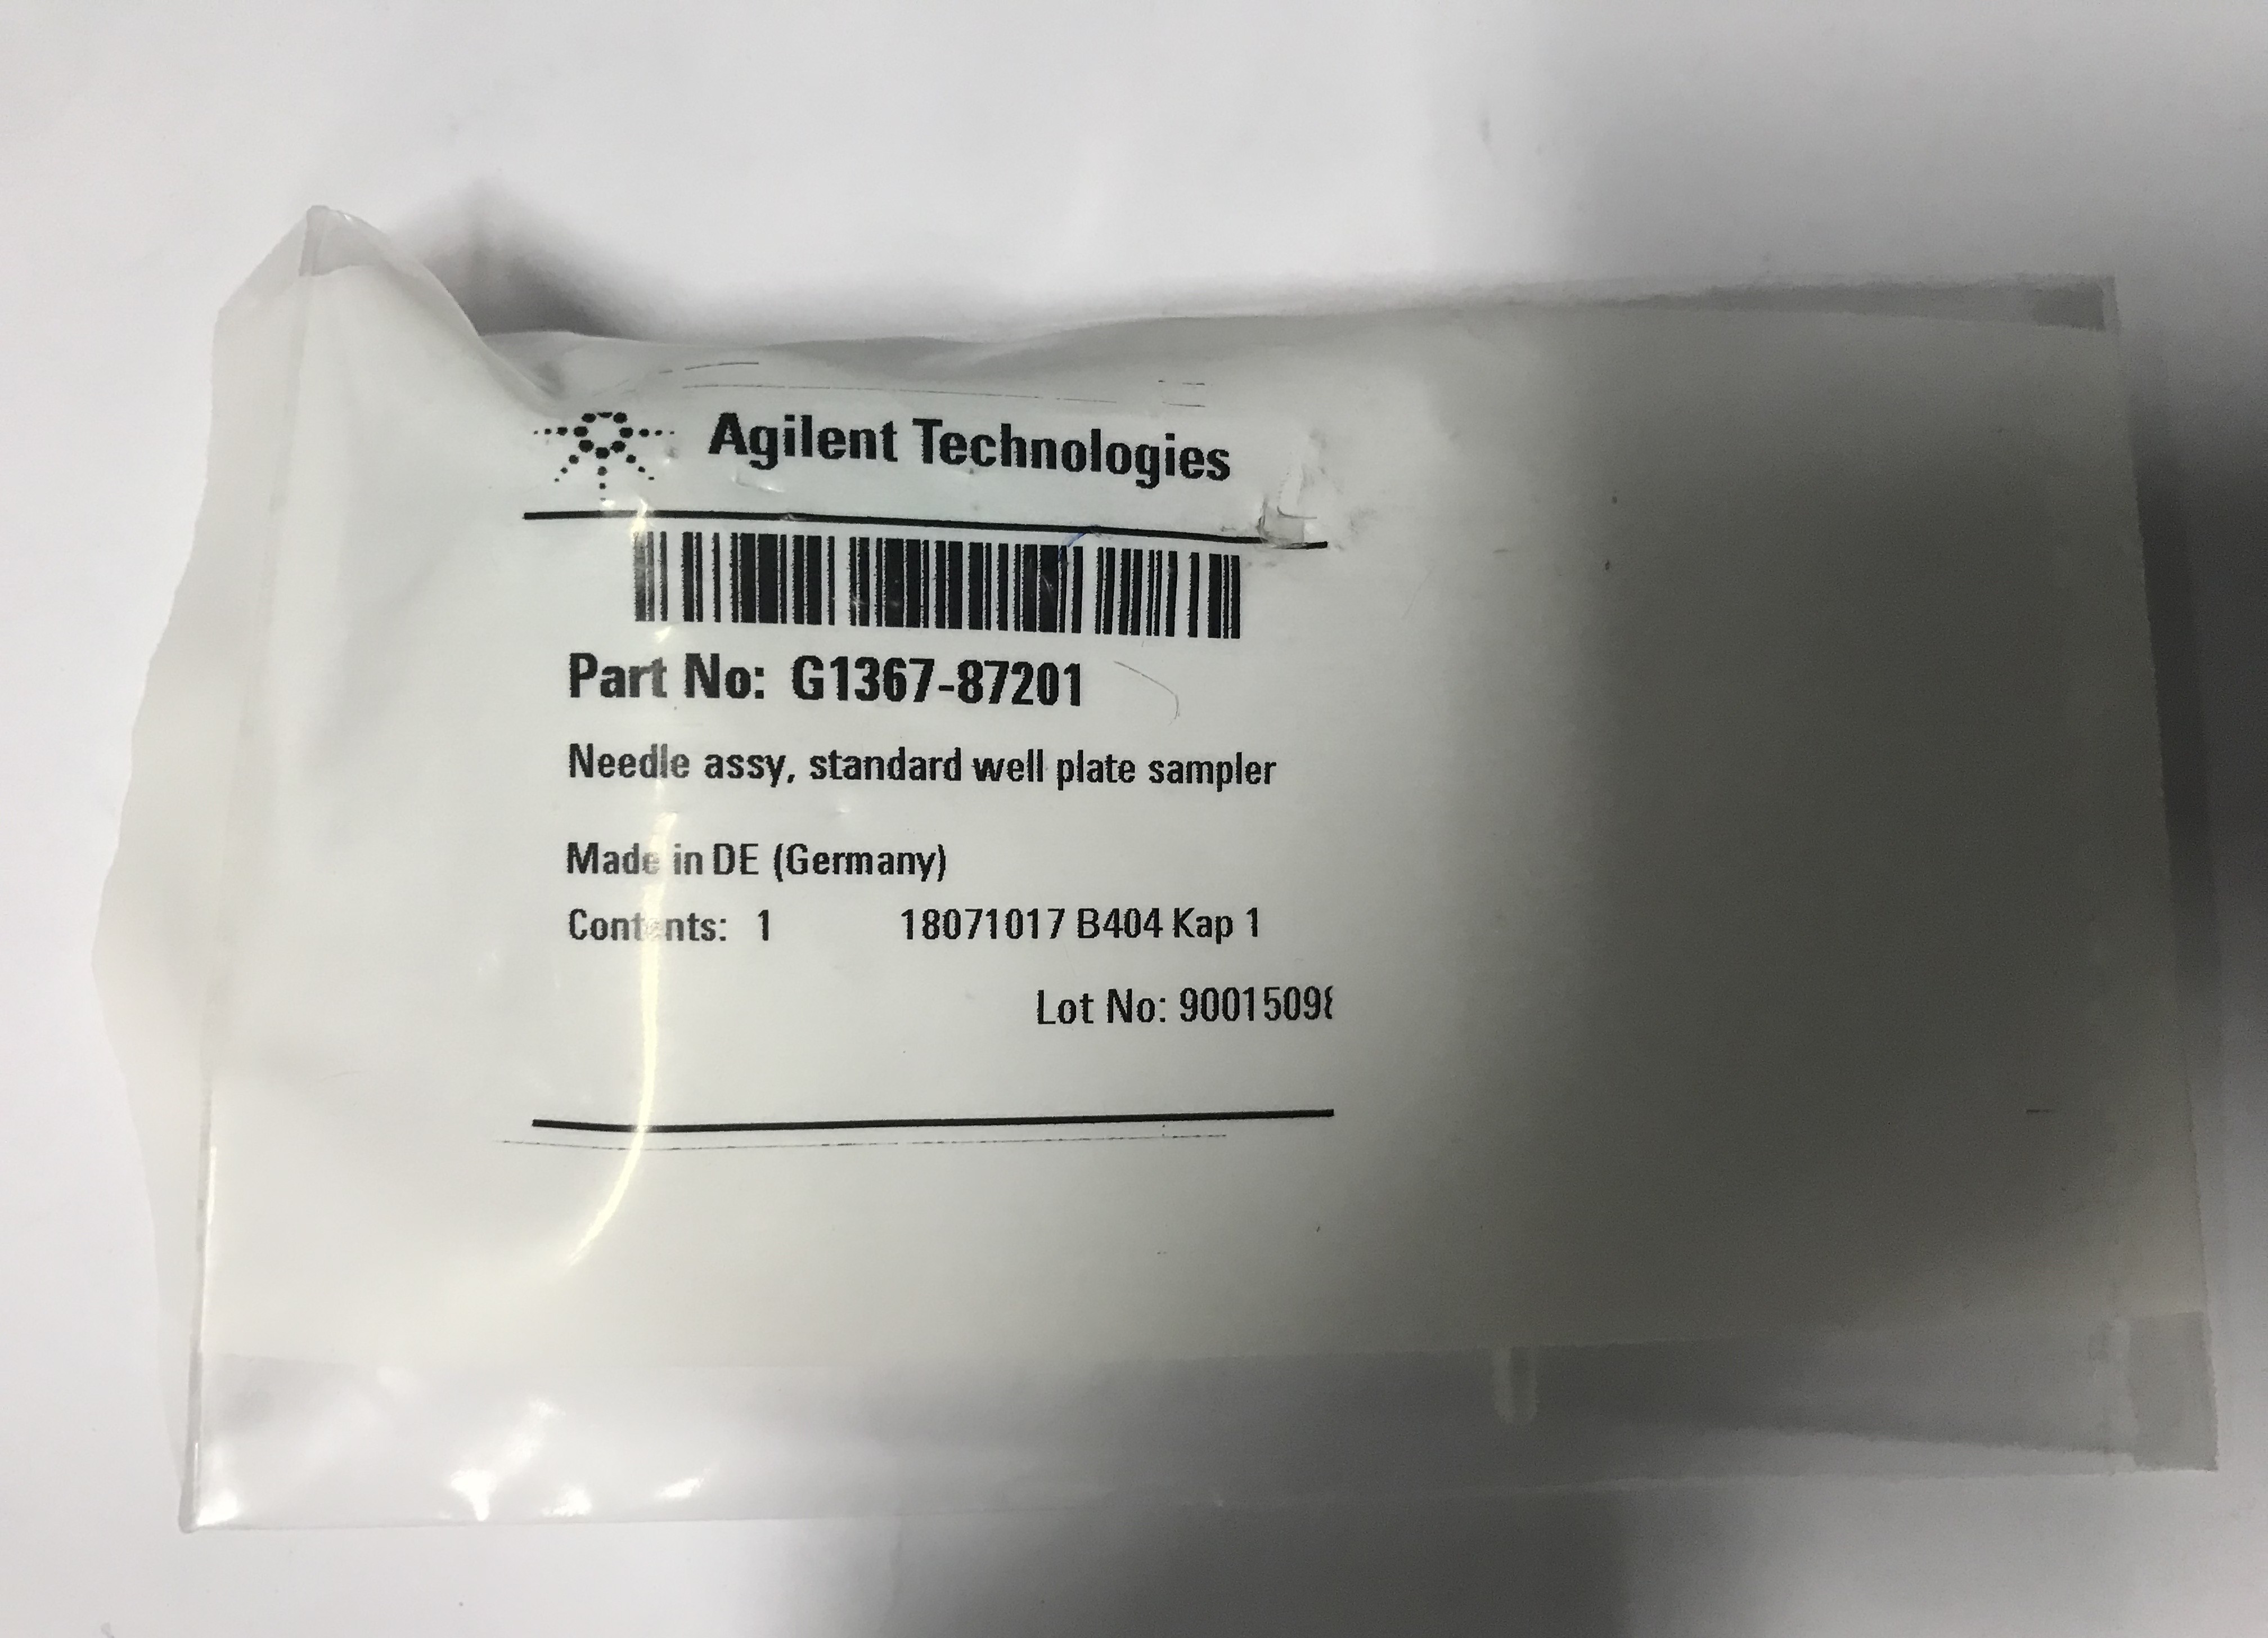 Agilent Technologies
Part No: G1367-87201
Needle assy, standard well plate sampler
Made in DE (Germany)
Contents: 1 18071017 B404 Kap 1
Lot No: